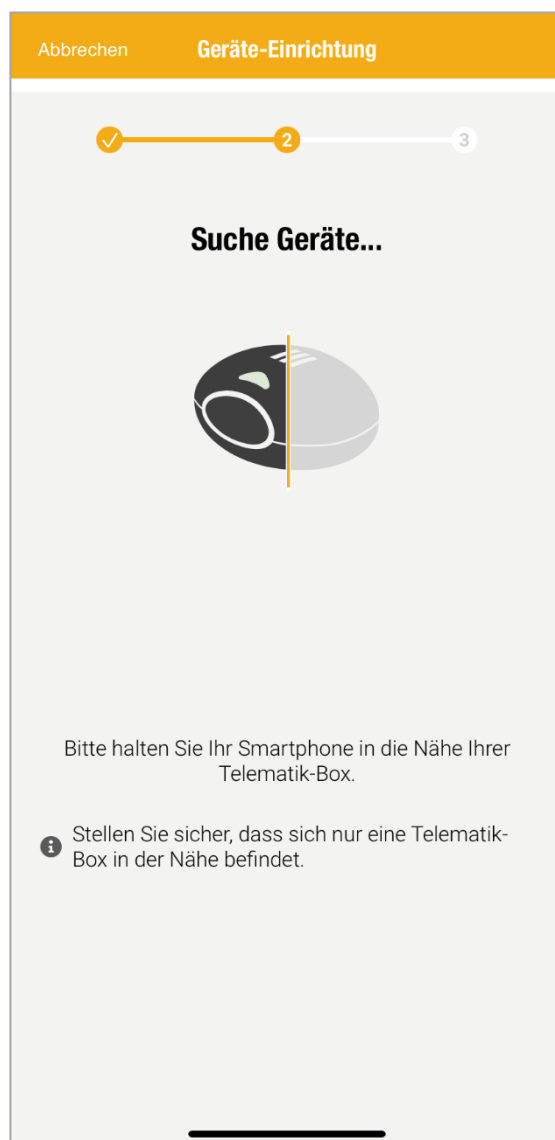 Abbrechen Geräte-Einrichtung
2 3
Suche Geräte...
Bitte halten Sie Ihr Smartphone in die Nähe Ihrer
Telematik-Box.
Stellen Sie sicher, dass sich nur eine Telematik-
Box in der Nähe befindet.